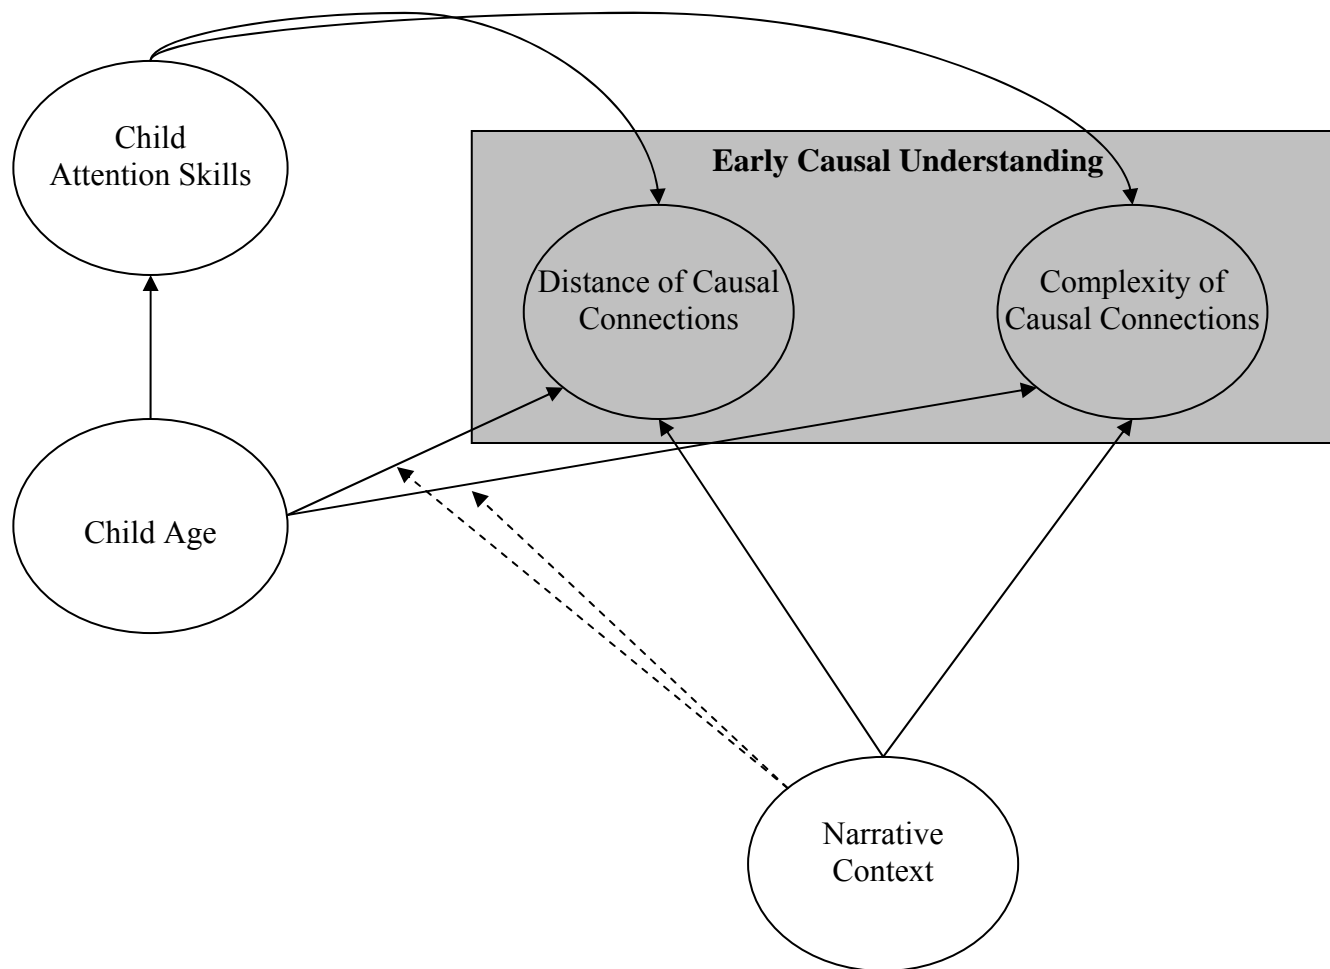 Child
Attention Skills
Early Causal Understanding
Distance of Causal
Connections
Complexity of
Causal Connections
Child Age
Narrative
Context